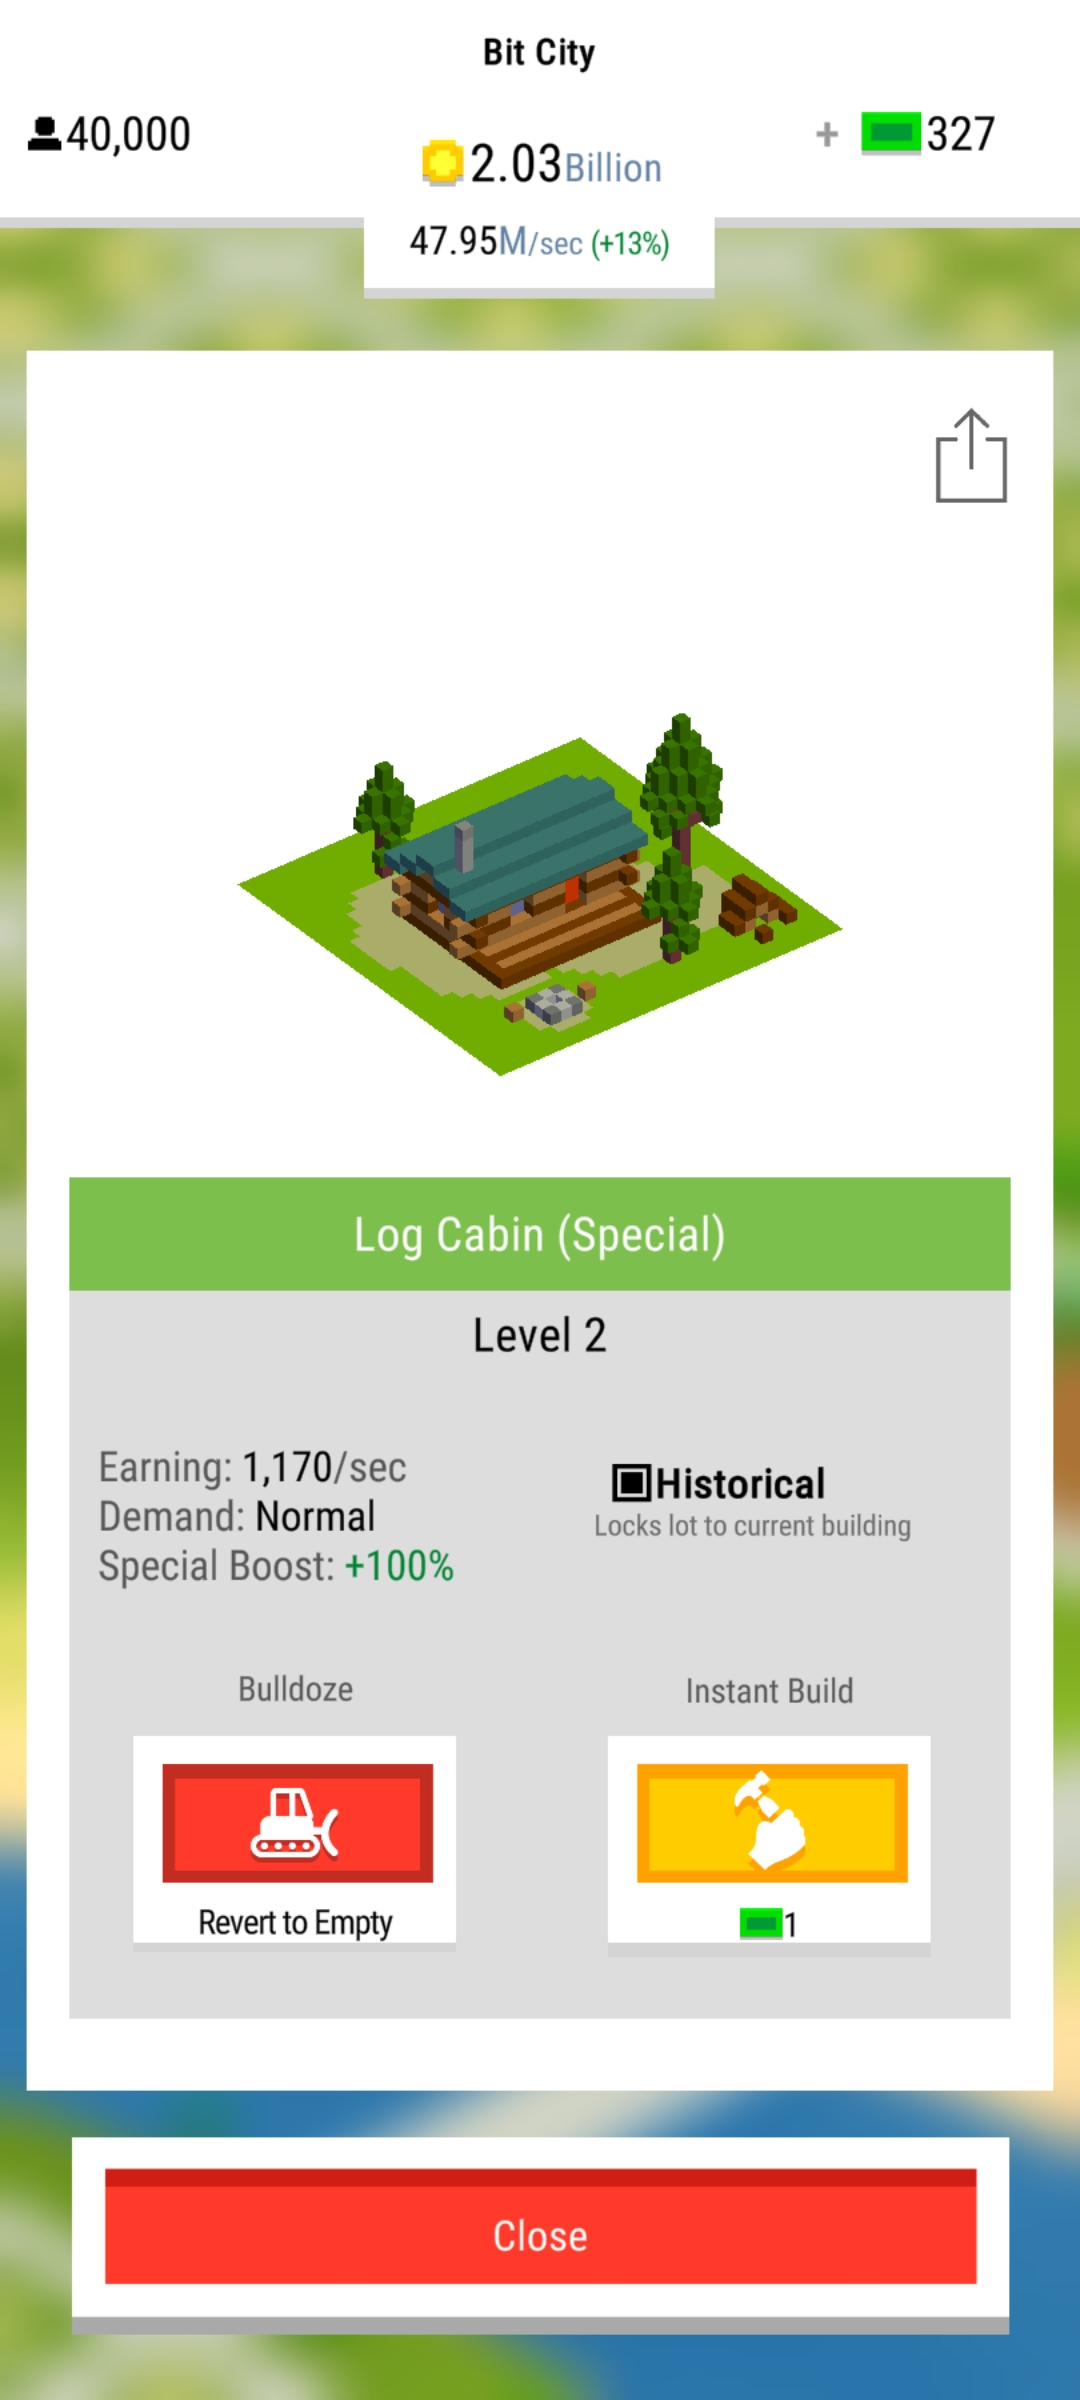 Bit City
40,000
2.03Billion
+ 327
47.95M/sec (+13%)
Log Cabin (Special)
Level 2
Earning: 1,170/sec
Demand: Normal
Special Boost: +100%
Historical
Locks lot to current building
Bulldoze
Revert to Empty
Instant Build
1
Close